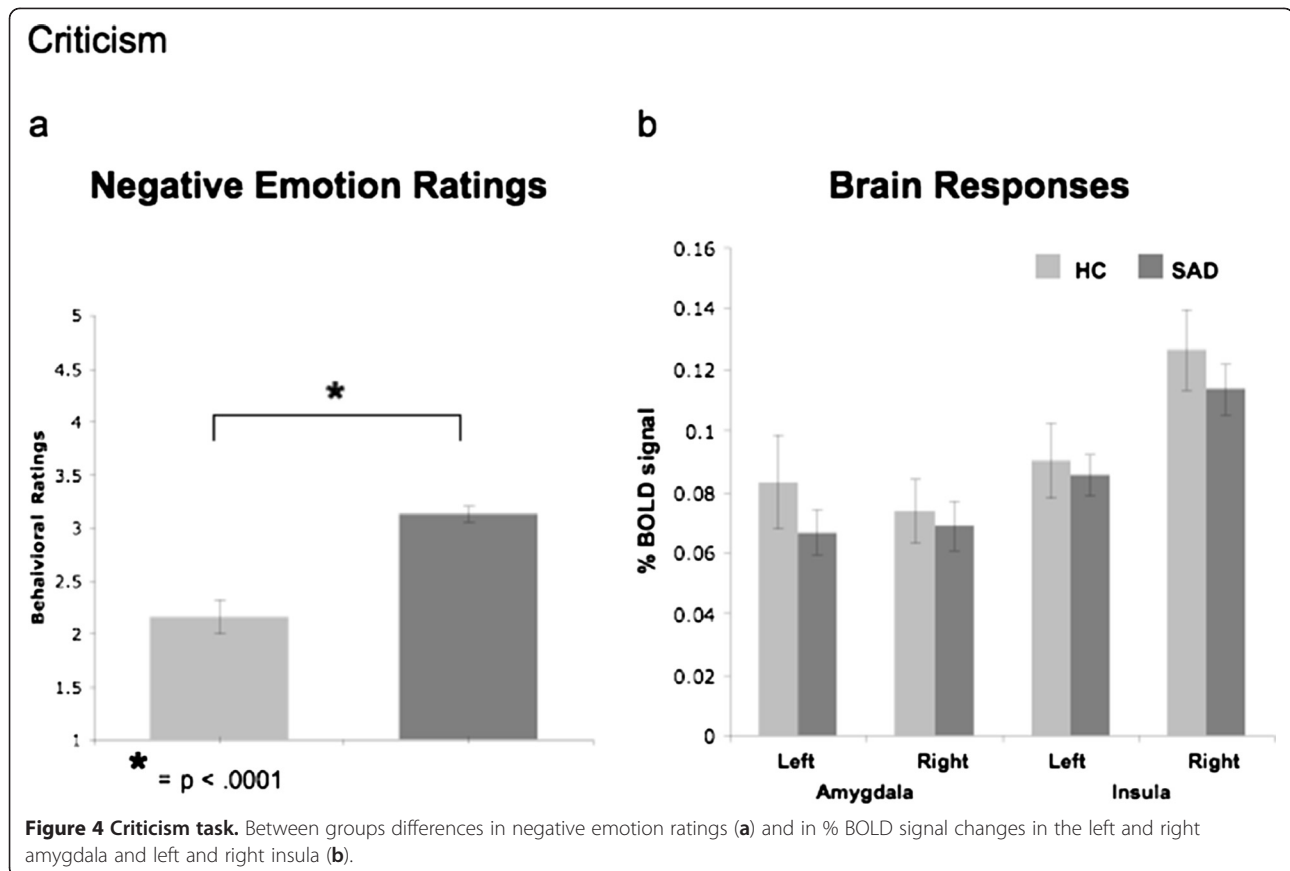 Criticism
a
Negative Emotion Ratings
5
4.5
4
3.5
3
2.5
2
1.5
1
Behaivioral Ratings
*
* = p < .0001
b
Brain Responses
HC SAD
0.16
0.14
0.12
0.1
0.08
0.06
0.04
0.02
0
% BOLD signal
Left Right Left Right
Amygdala Insula
Figure 4 Criticism task. Between groups differences in negative emotion ratings (a) and in % BOLD signal changes in the left and right
amygdala and left and right insula (b).